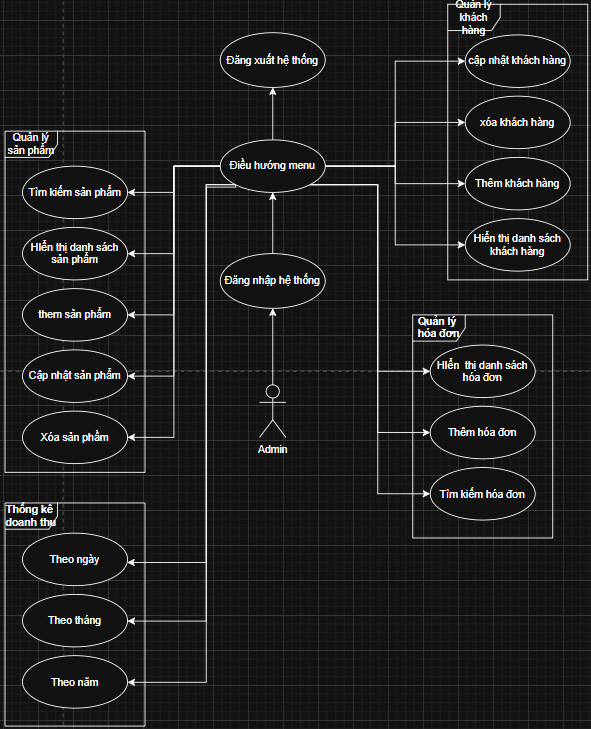 Quản lý
khách
hàng
cập nhật khách hàng
xóa khách hàng
Thêm khách hàng
Hiển thị danh sách
khách hàng
Đăng xuất hệ thống
Điều hướng menu
Đăng nhập hệ thống
Admin
Quản lý
sản phẩm
Tìm kiếm sản phẩm
HIển thị danh sách
sản phẩm
them sản phẩm
Cập nhật sản phẩm
Xóa sản phầm
Quản lý
hóa đơn
HIển thị danh sách
hóa đơn
Thêm hóa đơn
Tìm kiếm hóa đơn
Thống kê
doanh thu
Theo ngày
Theo tháng
Theo năm